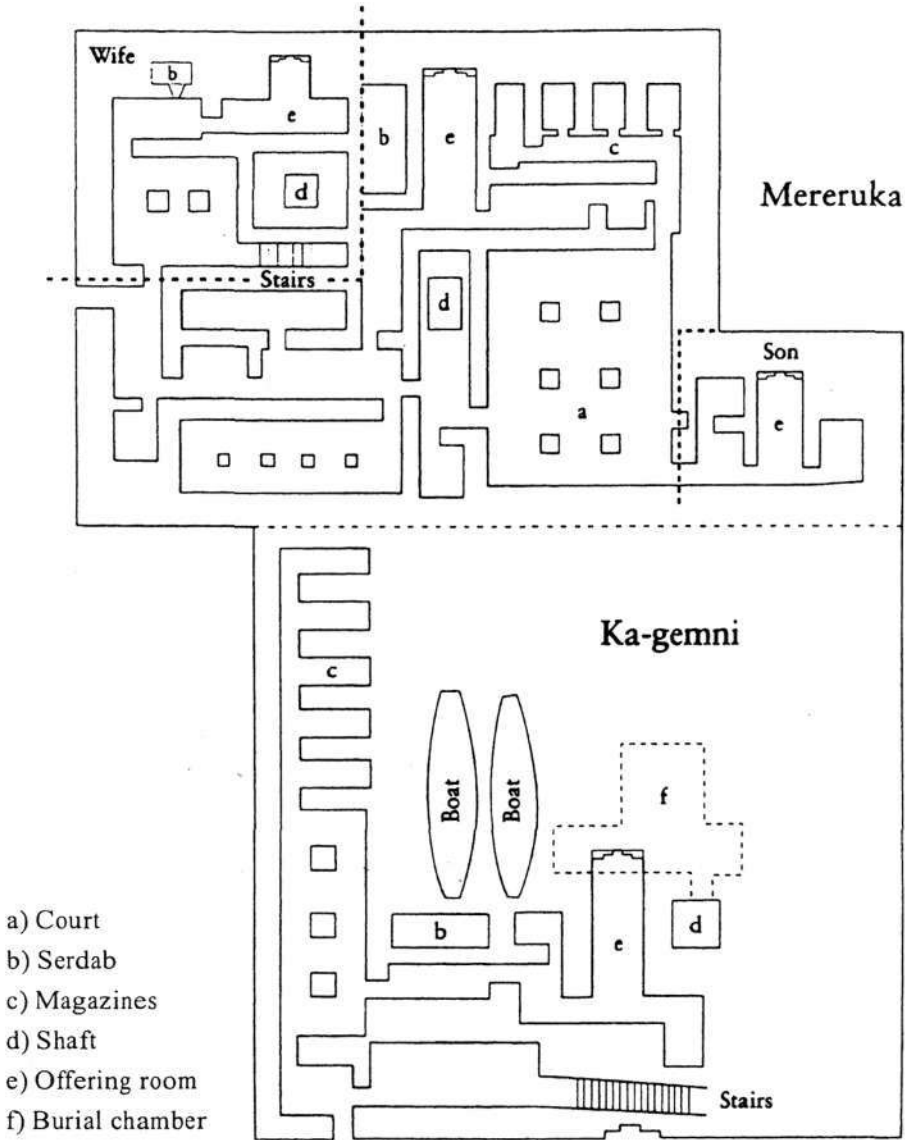 Wife
b
e
b
e
c
d
Mereruka
Stairs
d
Son
a
e
Ka-gemni
c
Boat
Boat
f
b
e
d
Stairs
a) Court
b) Serdab
c) Magazines
d) Shaft
e) Offering room
f) Burial chamber